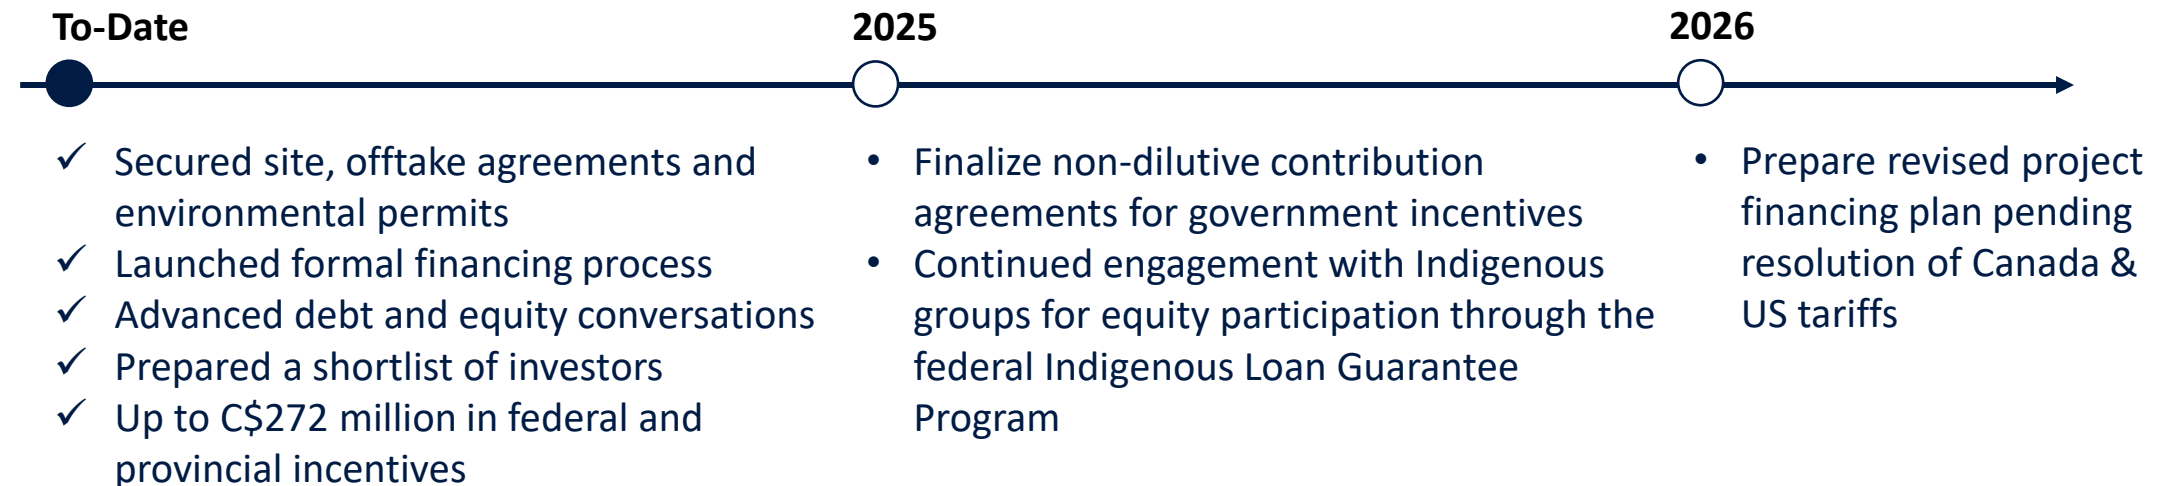 To-Date
✓ Secured site, offtake agreements and
environmental permits
✓ Launched formal financing process
✓ Advanced debt and equity conversations
✓ Prepared a shortlist of investors
✓ Up to C$272 million in federal and
provincial incentives
2025
• Finalize non-dilutive contribution
agreements for government incentives
• Continued engagement with Indigenous
groups for equity participation through the
federal Indigenous Loan Guarantee
Program
2026
• Prepare revised project
financing plan pending
resolution of Canada &
US tariffs